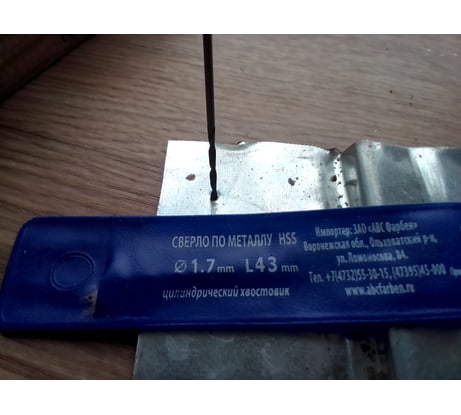 СВЕРЛО ПО МЕТАЛЛУ HSS
Ø 1.7 mm L43 mm
цилиндрический хвостовик
Импортер: ЗАО «АВС Фарбен»
Воронежская обл., Ольховатский р-н,
ул. Ломоносова, 84.
Тел. +7(4732)55-30-15, (47395)45-900
www.abcfarben.ru